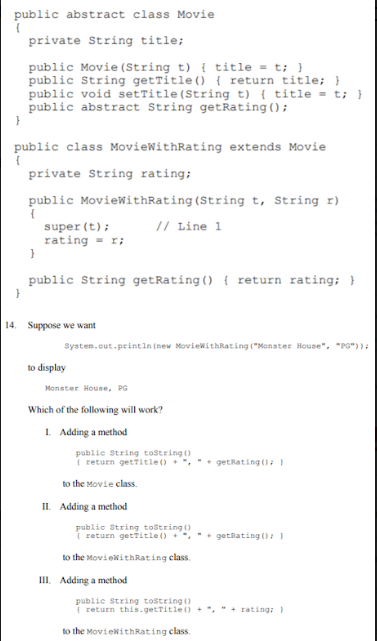 public abstract class Movie
{
private String title;
public Movie(String t) { title = t; }
public String getTitle() { return title; }
public void setTitle(String t) { title = t; }
public abstract String getRating();
}
public class MovieWithRating extends Movie
{
private String rating;
public MovieWithRating(String t, String r)
{
super(t); // Line 1
rating = r;
}
public String getRating() { return rating; }
}
14. Suppose we want
System.out.println(new MovieWithRating("Monster House", "PG"));
to display
Monster House, PG
Which of the following will work?
I. Adding a method
public String toString()
{ return getTitle() + ", " + getRating(); }
to the Movie class.
II. Adding a method
public String toString()
{ return getTitle() + ", " + getRating(); }
to the MovieWithRating class.
III. Adding a method
public String toString()
{ return this.getTitle() + ", " + rating; }
to the MovieWithRating class.